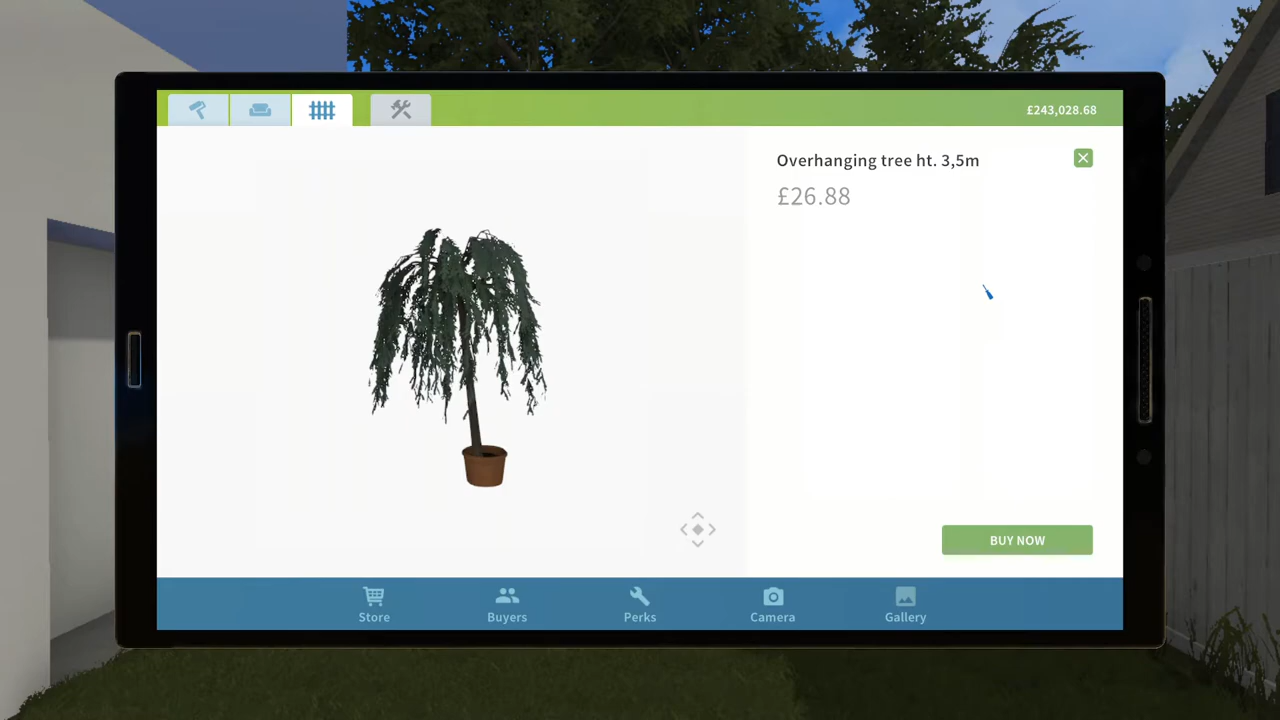 £243,028.68
Overhanging tree ht. 3,5m
£26.88
BUY NOW
Store
Buyers
Perks
Camera
Gallery